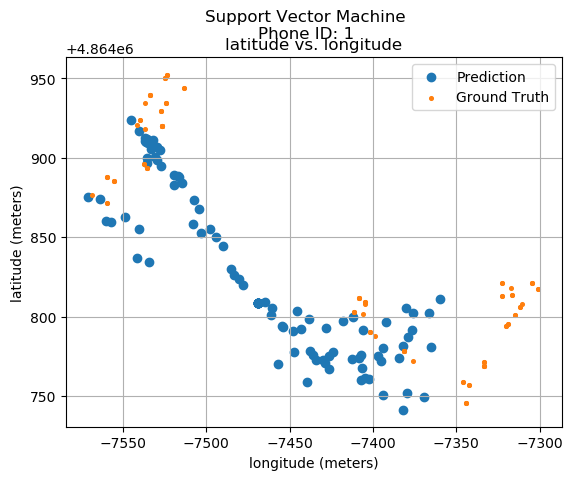 Support Vector Machine
Phone ID: 1
latitude vs. longitude
+4.864e6
950
900
850
800
750
latitude (meters)
Prediction
Ground Truth
−7550
−7500
−7450
−7400
−7350
−7300
longitude (meters)